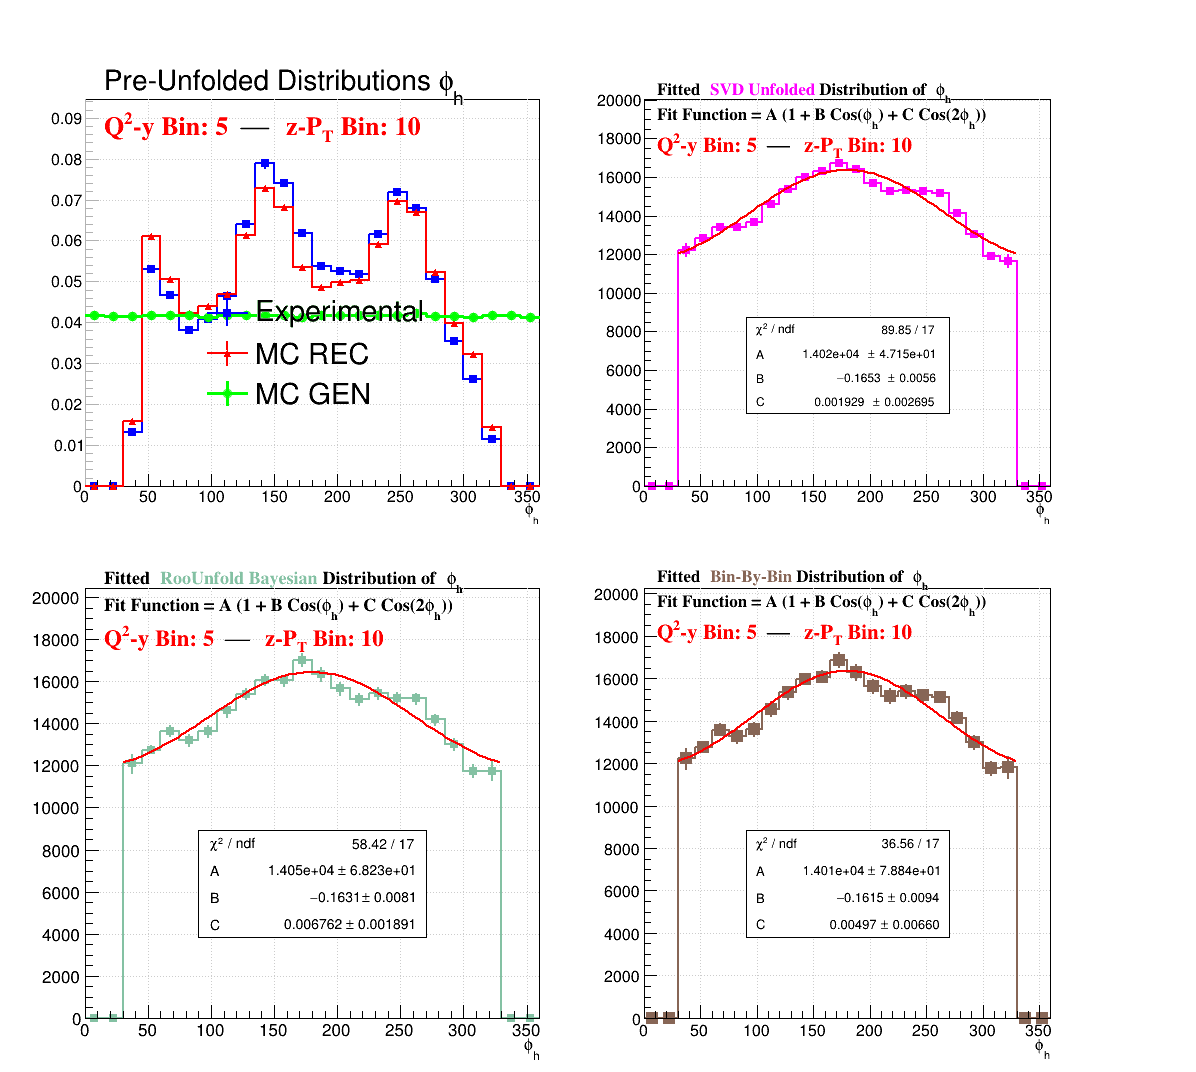 Pre-Unfolded Distributions ϕh
Q²-y Bin: 5 — z-PT Bin: 10
0.09
0.08
0.07
0.06
0.05
0.04
0.03
0.02
0.01
0
Experimental
MC REC
MC GEN
0 50 100 150 200 250 300 350
ϕh
Fitted SVD Unfolded Distribution of ϕh
Fit Function = A (1 + B Cos(ϕh) + C Cos(2ϕh))
Q²-y Bin: 5 — z-PT Bin: 10
20000
18000
16000
14000
12000
10000
8000
6000
4000
2000
0
χ² / ndf 89.85 / 17
A 1.402e+04 ± 4.715e+01
B −0.1653 ± 0.0056
C 0.001929 ± 0.002695
0 50 100 150 200 250 300 350
ϕh
Fitted RooUnfold Bayesian Distribution of ϕh
Fit Function = A (1 + B Cos(ϕh) + C Cos(2ϕh))
Q²-y Bin: 5 — z-PT Bin: 10
20000
18000
16000
14000
12000
10000
8000
6000
4000
2000
0
χ² / ndf 58.42 / 17
A 1.405e+04 ± 6.823e+01
B −0.1631 ± 0.0081
C 0.006762 ± 0.001891
0 50 100 150 200 250 300 350
ϕh
Fitted Bin-By-Bin Distribution of ϕh
Fit Function = A (1 + B Cos(ϕh) + C Cos(2ϕh))
Q²-y Bin: 5 — z-PT Bin: 10
20000
18000
16000
14000
12000
10000
8000
6000
4000
2000
0
χ² / ndf 36.56 / 17
A 1.401e+04 ± 7.884e+01
B −0.1615 ± 0.0094
C 0.00497 ± 0.00660
0 50 100 150 200 250 300 350
ϕh